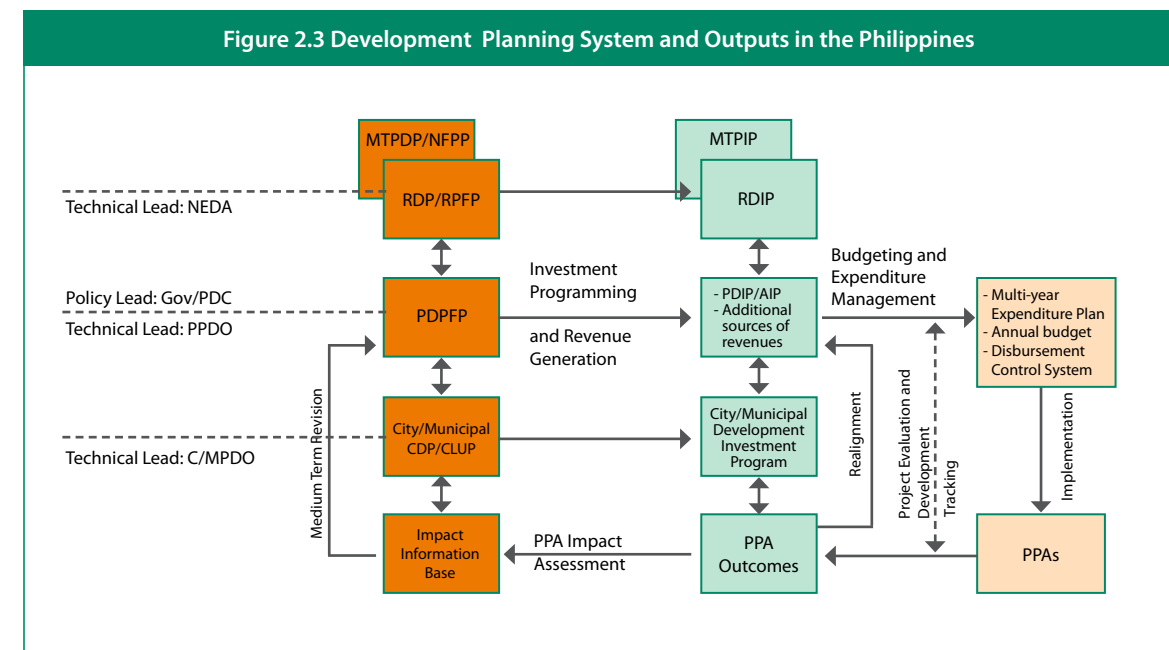 Figure 2.3 Development Planning System and Outputs in the Philippines
MTPDP/NFPP
MTPIP
RDP/RPFP
RDIP
Technical Lead: NEDA
Policy Lead: Gov/PDC
Technical Lead: PPDO
PDPFP
Investment
Programming
and Revenue
Generation
- PDIP/AIP
- Additional
sources of
revenues
Budgeting and
Expenditure
Management
- Multi-year
Expenditure Plan
- Annual budget
- Disbursement
Control System
Technical Lead: C/MPDO
Medium Term Revision
City/Municipal
CDP/CLUP
City/Municipal
Development
Investment
Program
Realignment
Project Evaluation and
Development
Tracking
Implementation
Impact
Information
Base
PPA Impact
Assessment
PPA
Outcomes
PPAs